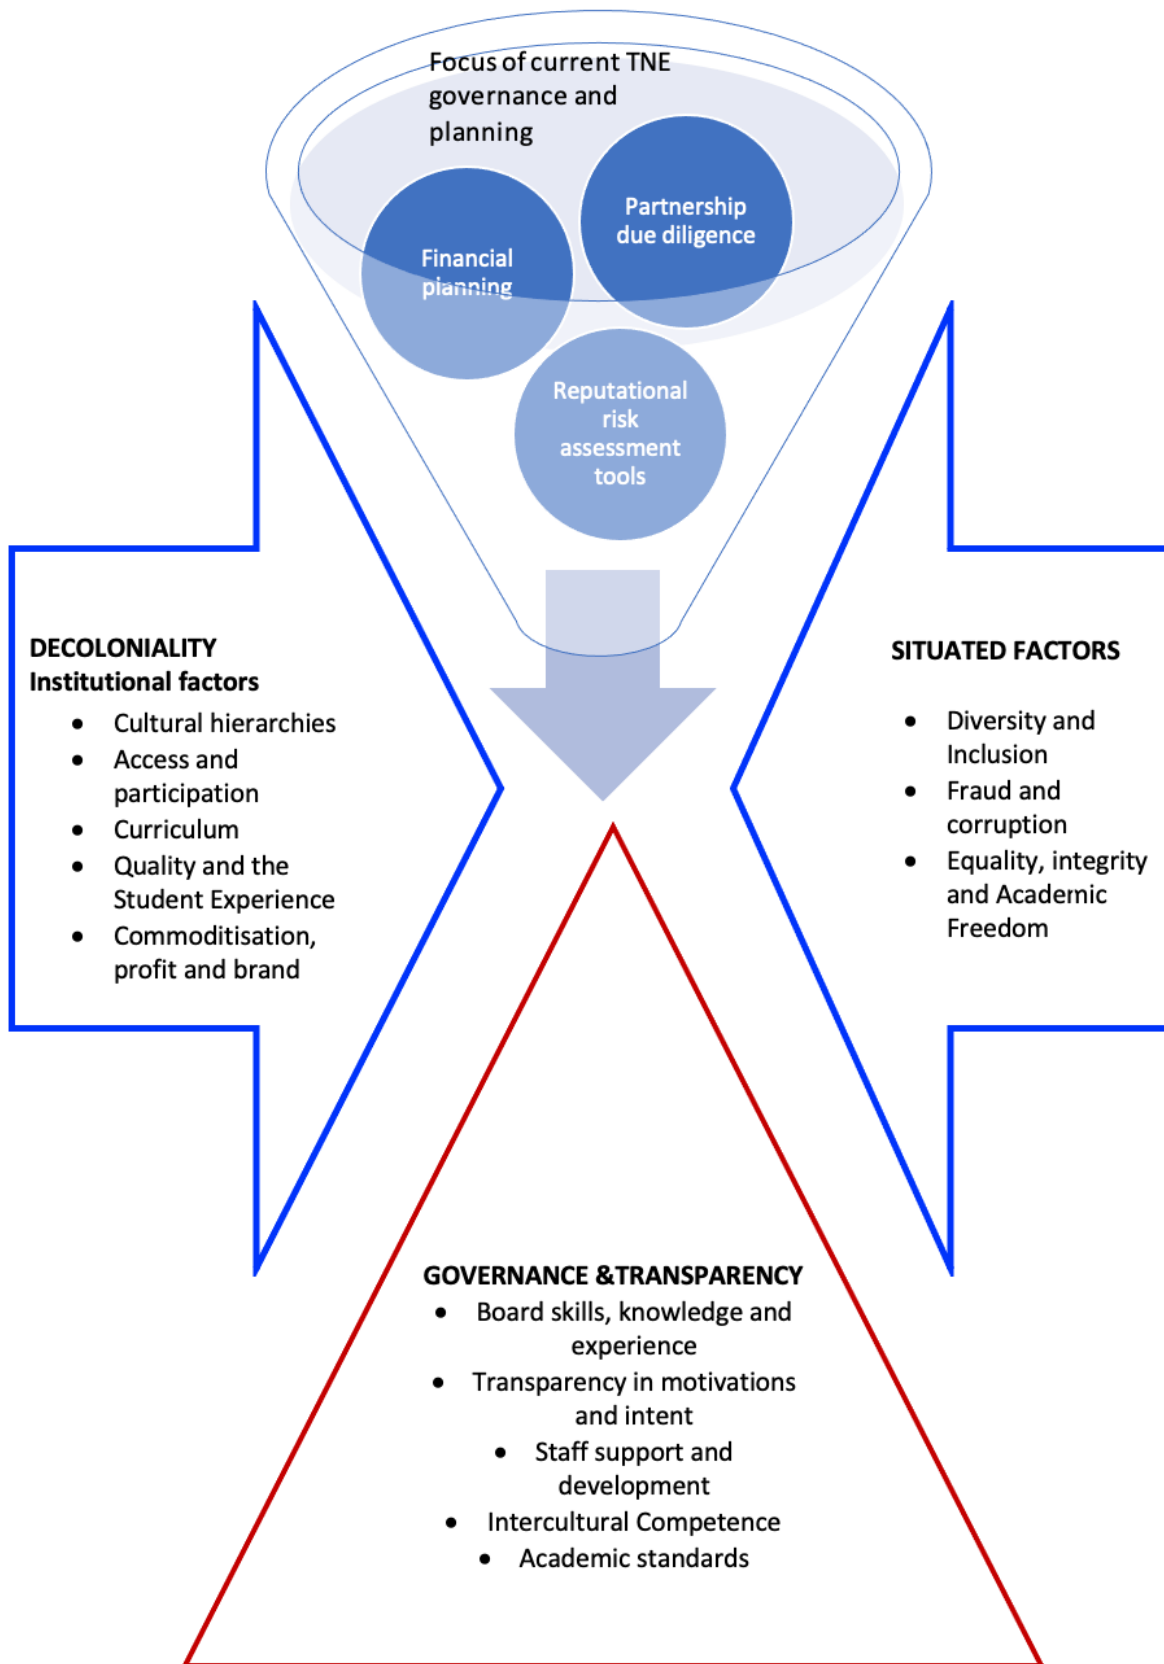 Focus of current TNE
governance and
planning
Partnership
due diligence
Financial
planning
Reputational
risk
assessment
tools
DECOLONIALITY
Institutional factors
• Cultural hierarchies
• Access and
participation
• Curriculum
• Quality and the
Student Experience
• Commoditisation,
profit and brand
SITUATED FACTORS
• Diversity and
Inclusion
• Fraud and
corruption
• Equality, integrity
and Academic
Freedom
GOVERNANCE &TRANSPARENCY
• Board skills, knowledge and
experience
• Transparency in motivations
and intent
• Staff support and
development
• Intercultural Competence
• Academic standards